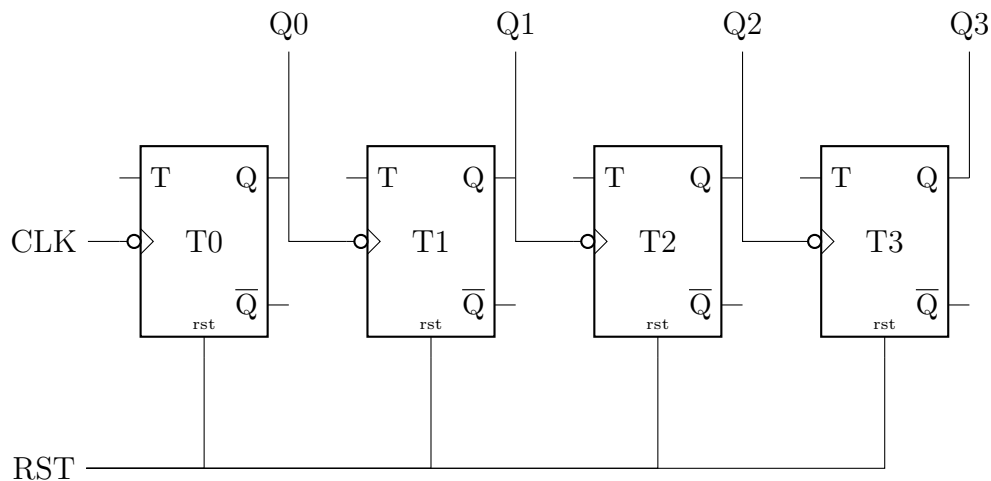 Q0 Q1 Q2 Q3
T Q T Q T Q T Q
CLK T0 T1 T2 T3
Q̅ Q̅ Q̅ Q̅
rst rst rst rst
RST